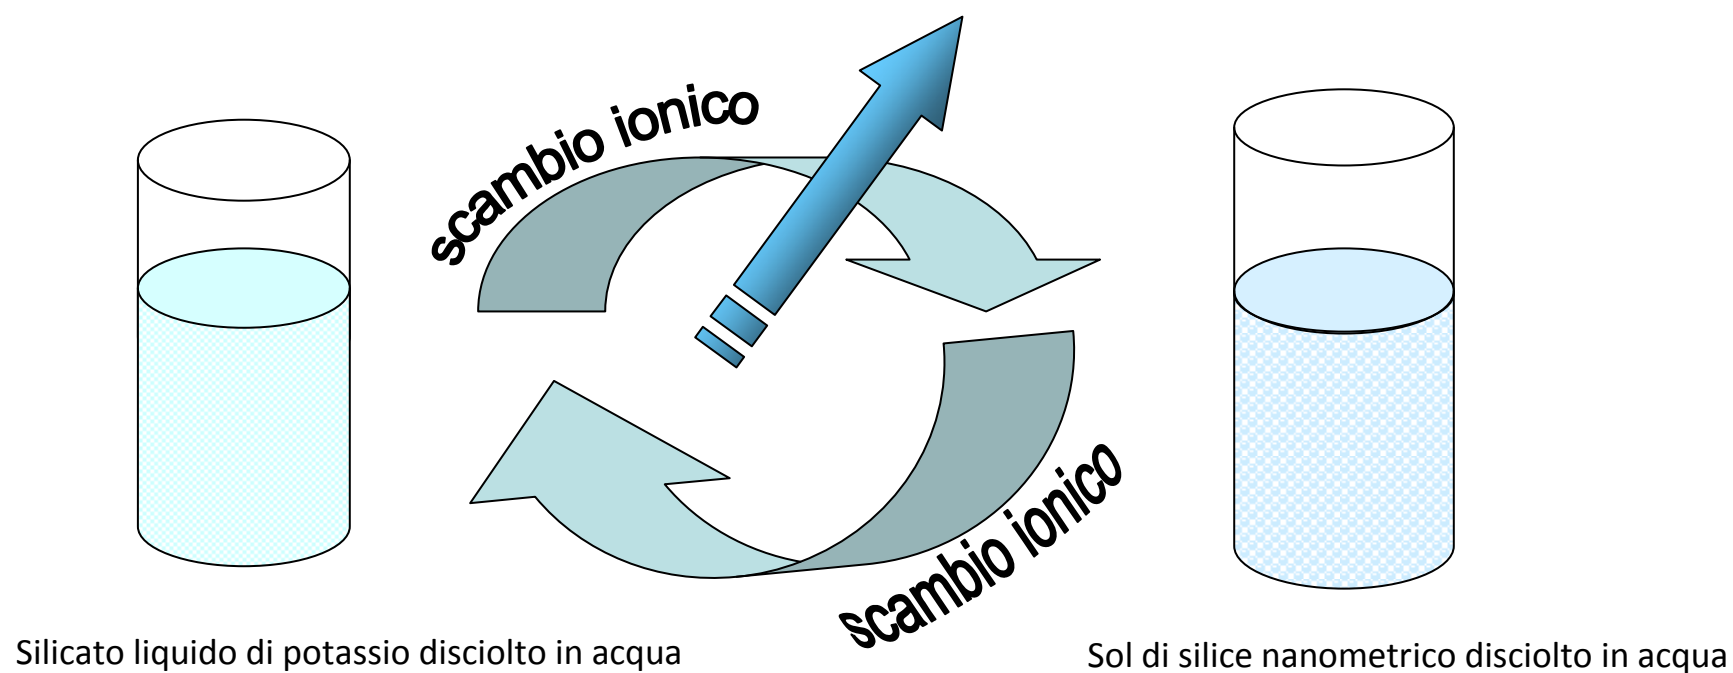 scambio ionico
scambio ionico
Silicato liquido di potassio disciolto in acqua
Sol di silice nanometrico disciolto in acqua